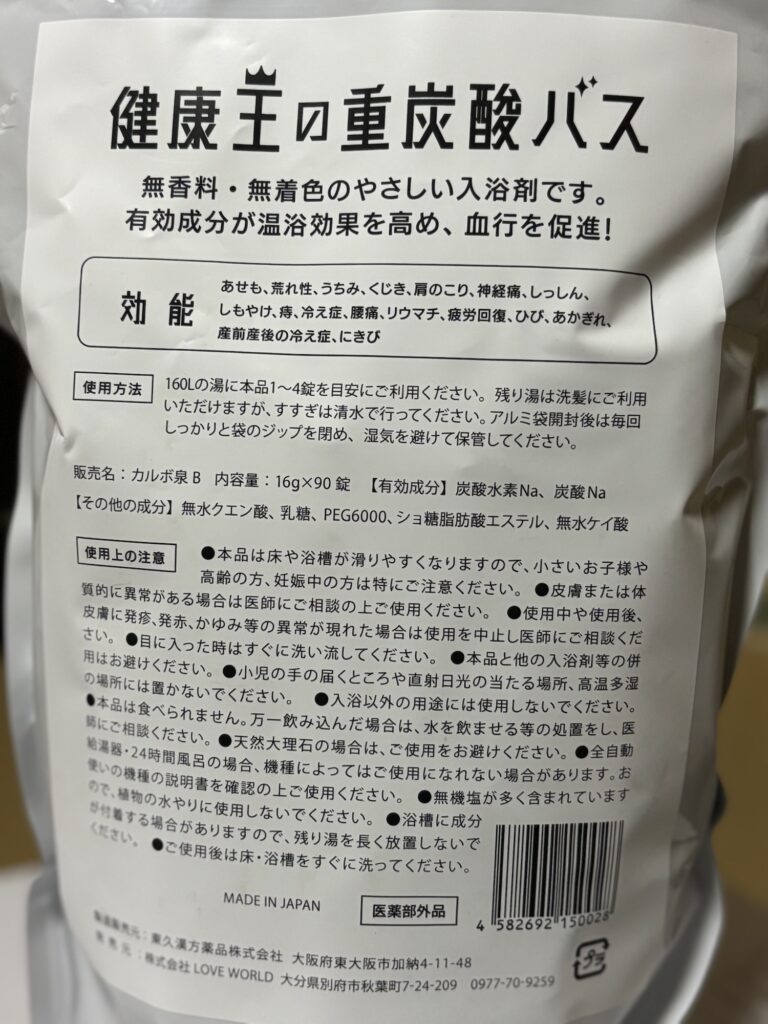 健康王の重炭酸バス
無香料・無着色のやさしい入浴剤です。
有効成分が温浴効果を高め、血行を促進!
効能
あせも、荒れ性、うちみ、くじき、肩のこり、神経痛、しっしん、
しもやけ、痔、冷え症、腰痛、リウマチ、疲労回復、ひび、あかぎれ、
産前産後の冷え症、にきび
使用方法
160Lの湯に本品1〜4錠を目安にご利用ください。残り湯は洗髪にご利用
いただけますが、すすぎは清水で行ってください。アルミ袋開封後は毎回
しっかりと袋のジップを閉め、湿気を避けて保管してください。
販売名:カルボ泉B 内容量:16g×90錠 【有効成分】炭酸水素Na、炭酸Na
【その他の成分】無水クエン酸、乳糖、PEG6000、ショ糖脂肪酸エステル、無水ケイ酸
使用上の注意
●本品は床や浴槽が滑りやすくなりますので、小さいお子様や
高齢の方、妊娠中の方は特にご注意ください。●皮膚または体
質的に異常がある場合は医師にご相談の上ご使用ください。●使用中や使用後、
皮膚に発疹、発赤、かゆみ等の異常が現れた場合は使用を中止し医師にご相談くだ
さい。●目に入った時はすぐに洗い流してください。●本品と他の入浴剤等の併
用はお避けください。●小児の手の届くところや直射日光の当たる場所、高温多湿
の場所には置かないでください。●入浴以外の用途には使用しないでください。
●本品は食べられません。万一飲み込んだ場合は、水を飲ませる等の処置をし、医
師にご相談ください。●天然大理石の場合は、ご使用をお避けください。●全自動
給湯器・24時間風呂の場合、機種によってはご使用になれない場合があります。お
使いの機種の説明書を確認の上ご使用ください。●無機塩が多く含まれています
ので、植物の水やりに使用しないでください。●浴槽に成分
が付着する場合がありますので、残り湯を長く放置しないで
ください。●ご使用後は床・浴槽をすぐに洗ってください。
MADE IN JAPAN
医薬部外品
4 582692 150028
製造販売元:東久漢方薬品株式会社 大阪府東大阪市加納4-11-48
発売元:株式会社 LOVE WORLD 大分県別府市秋葉町7-24-209 0977-70-9259
プラ